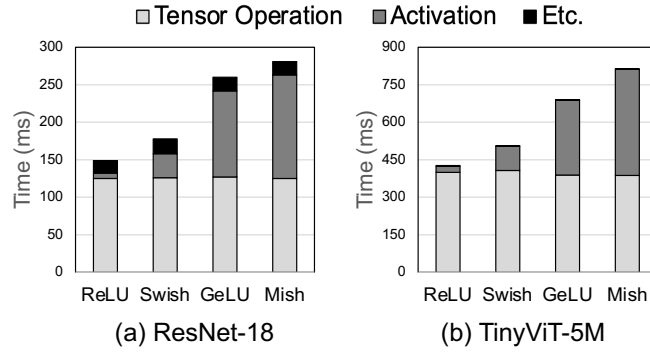 Tensor Operation Activation Etc.
Time (ms)
300
250
200
150
100
50
0
ReLU Swish GeLU Mish
(a) ResNet-18
Time (ms)
900
750
600
450
300
150
0
ReLU Swish GeLU Mish
(b) TinyViT-5M